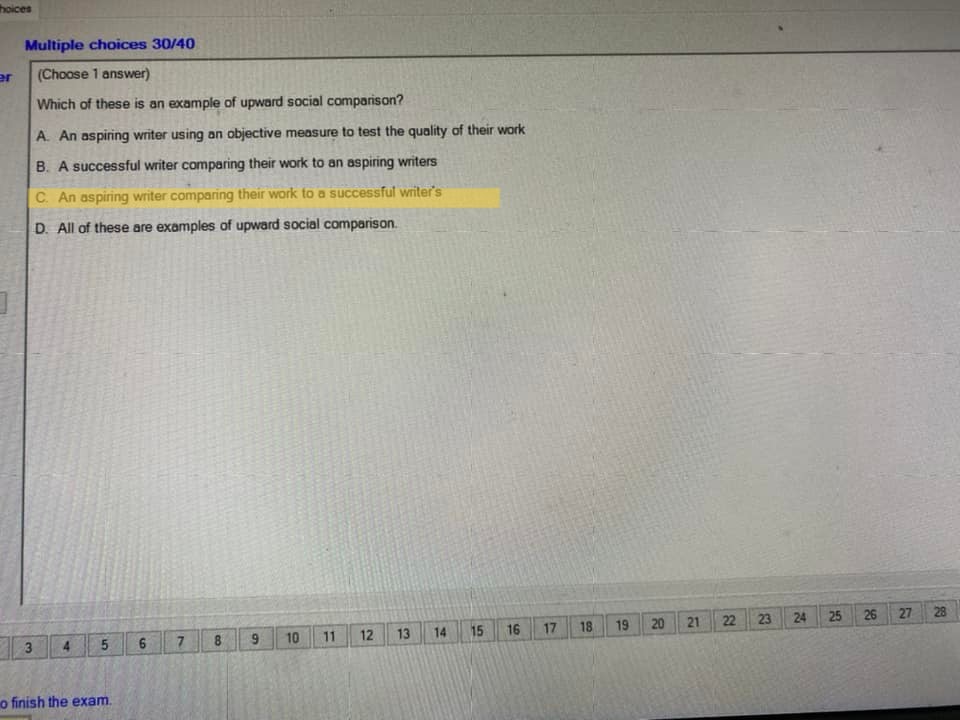 hoices
Multiple choices 30/40
er
(Choose 1 answer)
Which of these is an example of upward social comparison?
A. An aspiring writer using an objective measure to test the quality of their work
B. A successful writer comparing their work to an aspiring writers
C. An aspiring writer comparing their work to a successful writer's
D. All of these are examples of upward social comparison.
3 4 5 6 7 8 9 10 11 12 13 14 15 16 17 18 19 20 21 22 23 24 25 26 27 28
o finish the exam.